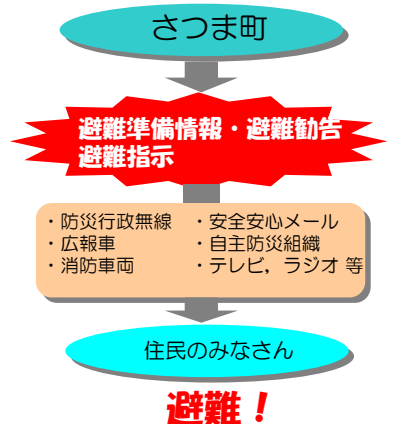 さつま町
避難準備情報・避難勧告
避難指示
・防災行政無線 ・安全安心メール
・広報車 ・自主防災組織
・消防車両 ・テレビ，ラジオ 等
住民のみなさん
避難！